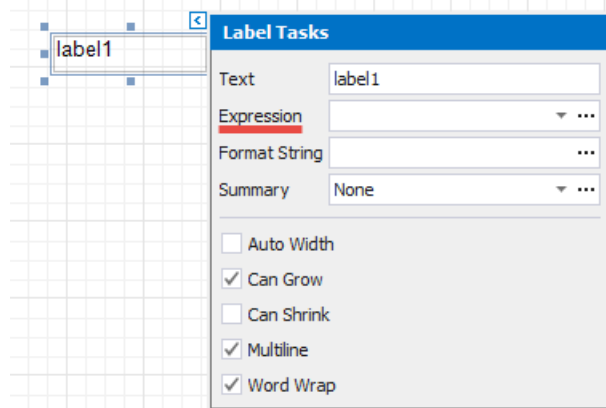 label1
Label Tasks
Text label1
Expression
Format String
Summary None
Auto Width
Can Grow
Can Shrink
Multiline
Word Wrap